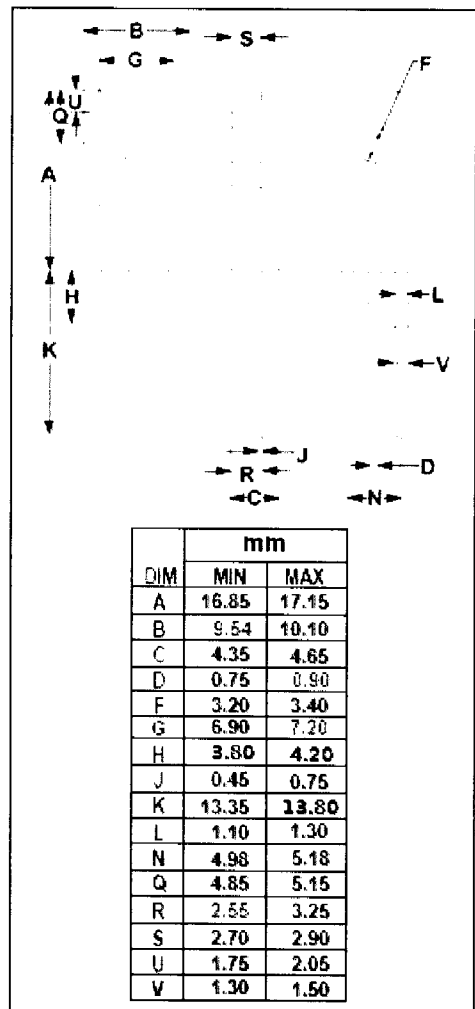 B S
G F
U
Q
A
H L
K V
J
R D
C N
mm
DIM MIN MAX
A 16.85 17.15
B 9.54 10.10
C 4.35 4.65
D 0.75 0.90
F 3.20 3.40
G 6.90 7.20
H 3.80 4.20
J 0.45 0.75
K 13.35 13.80
L 1.10 1.30
N 4.98 5.18
Q 4.85 5.15
R 2.55 3.25
S 2.70 2.90
U 1.75 2.05
V 1.30 1.50